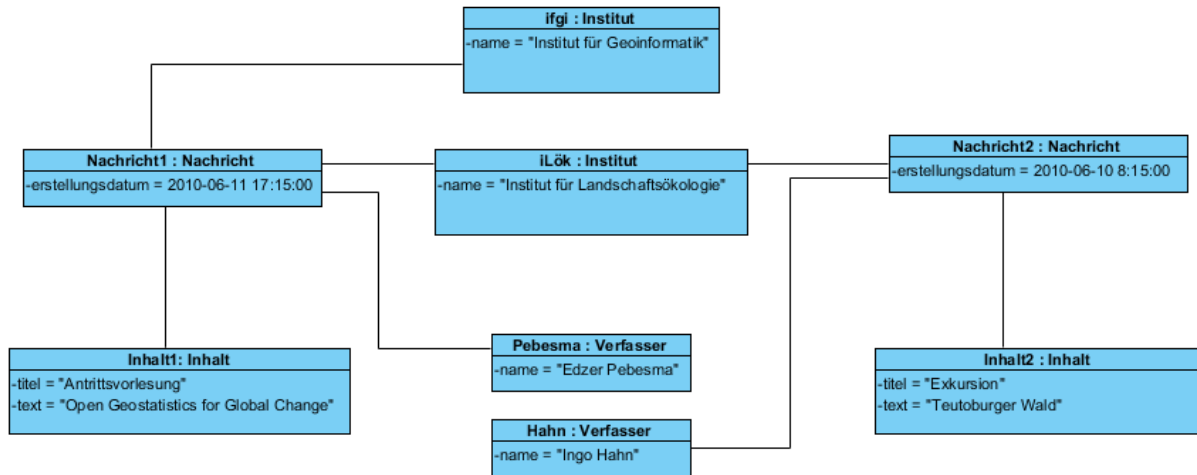 ifgi : Institut
-name = "Institut für Geoinformatik"
Nachricht1 : Nachricht
-erstellungsdatum = 2010-06-11 17:15:00
iLök : Institut
-name = "Institut für Landschaftsökologie"
Nachricht2 : Nachricht
-erstellungsdatum = 2010-06-10 8:15:00
Inhalt1: Inhalt
-titel = "Antrittsvorlesung"
-text = "Open Geostatistics for Global Change"
Pebesma : Verfasser
-name = "Edzer Pebesma"
Inhalt2 : Inhalt
-titel = "Exkursion"
-text = "Teutoburger Wald"
Hahn : Verfasser
-name = "Ingo Hahn"